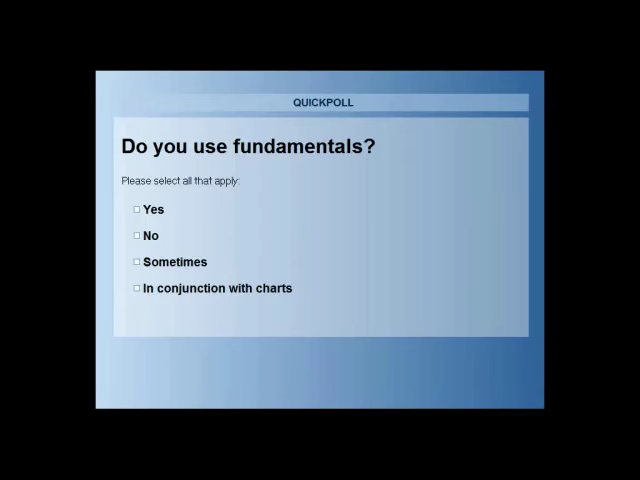 QUICKPOLL
Do you use fundamentals?
Please select all that apply:
Yes
No
Sometimes
In conjunction with charts